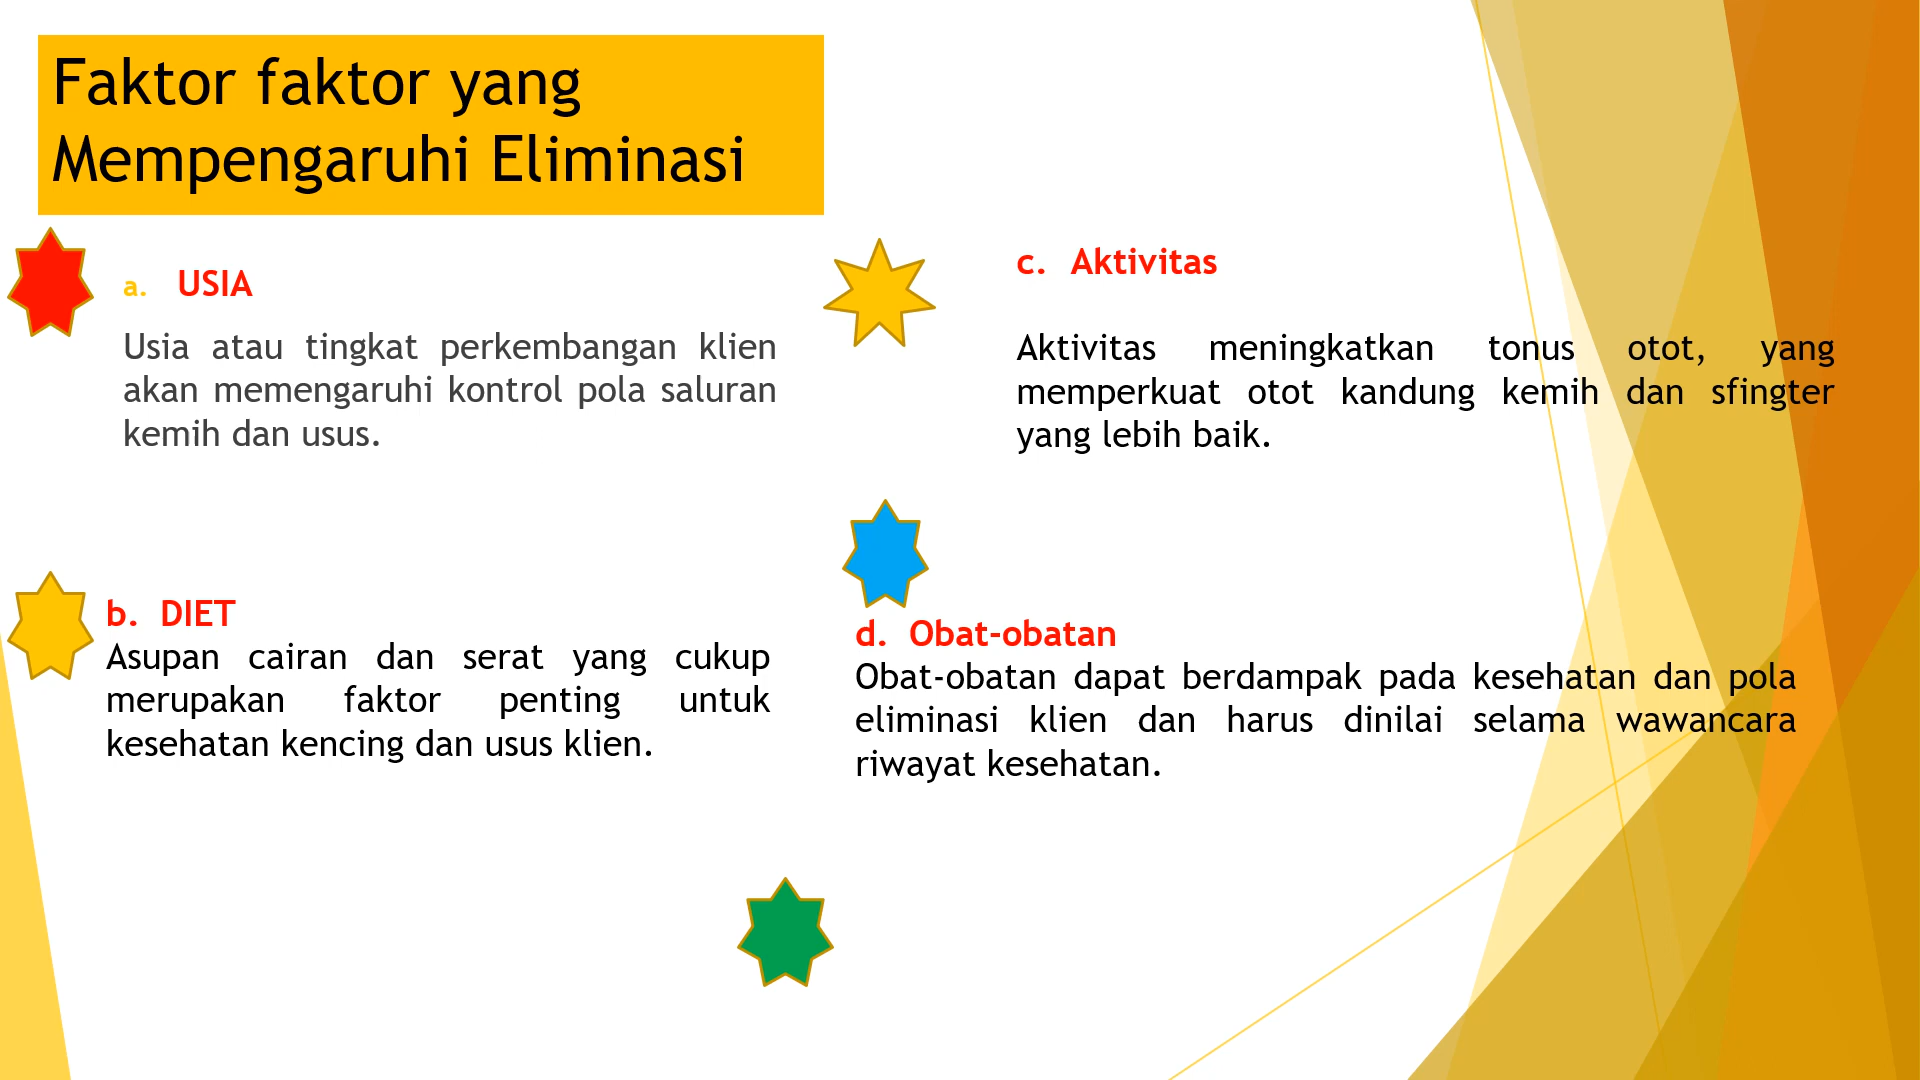 Faktor faktor yang
Mempengaruhi Eliminasi
a. USIA
Usia atau tingkat perkembangan klien
akan memengaruhi kontrol pola saluran
kemih dan usus.
b. DIET
Asupan cairan dan serat yang cukup
merupakan faktor penting untuk
kesehatan kencing dan usus klien.
c. Aktivitas
Aktivitas meningkatkan tonus otot, yang
memperkuat otot kandung kemih dan sfingter
yang lebih baik.
d. Obat-obatan
Obat-obatan dapat berdampak pada kesehatan dan pola
eliminasi klien dan harus dinilai selama wawancara
riwayat kesehatan.